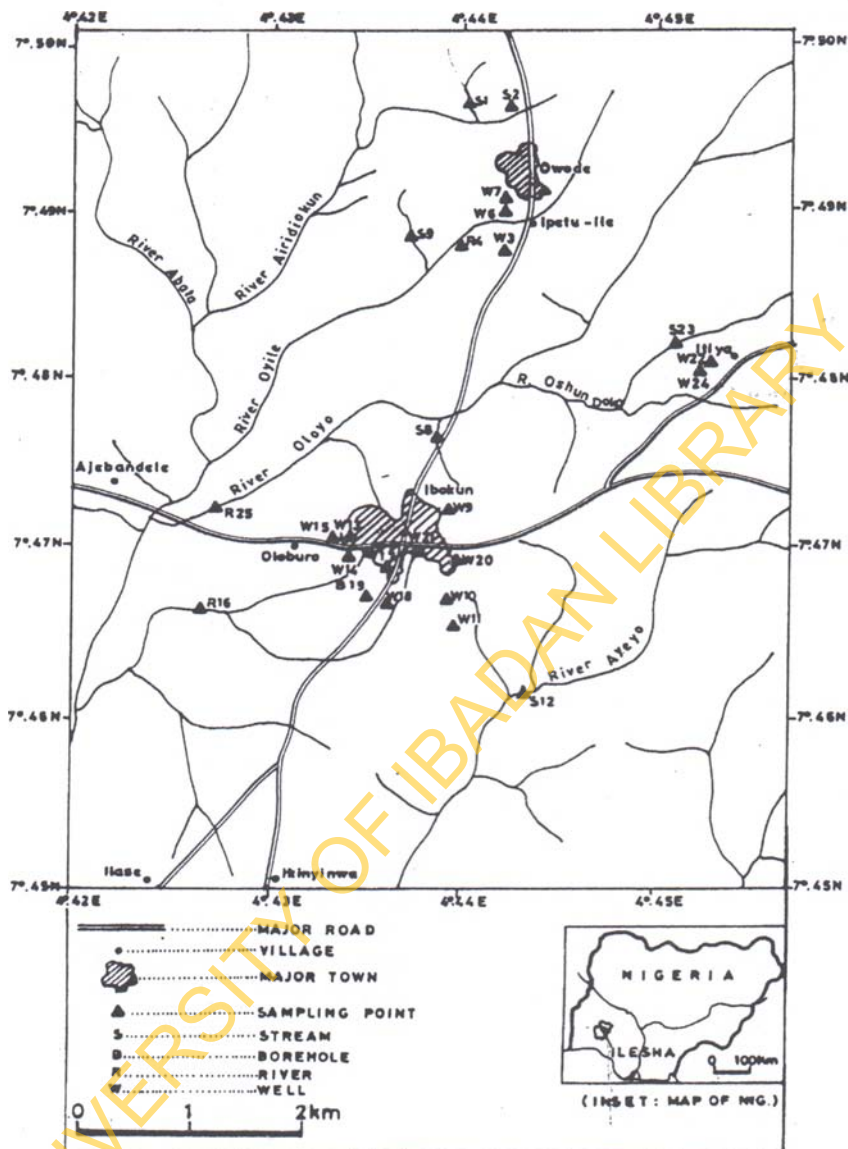 4°.42E 4°.43E 4°.44E 4°.45E
7°.50N 7°.50N
S1 S2
Owode
W7
7°.49N 7°.49N
W6 Ipetu-ile
S9 R4 W3
River Abata
River Airidiokun
River Oyile
S23
Iliya
W24
7°.48N 7°.48N
R. Oshun
S8
River Oloyo
Ajebandele
Ibokun
R25 W9
W15
7°.47N 7°.47N
Oloburo
W14 W20
R16 W10
W11
River Ayeyo
S12
7°.46N 7°.46N
Ilase Ikinyinwa
7°.45N 7°.45N
4°.42E 4°.43E 4°.44E 4°.45E
MAJOR ROAD
VILLAGE
MAJOR TOWN
SAMPLING POINT
S STREAM
B BOREHOLE
R RIVER
W WELL
0 1 2km
NIGERIA
ILESHA
0 100Km
(INSET: MAP OF NIG.)
UNIVERSITY OF IBADAN LIBRARY